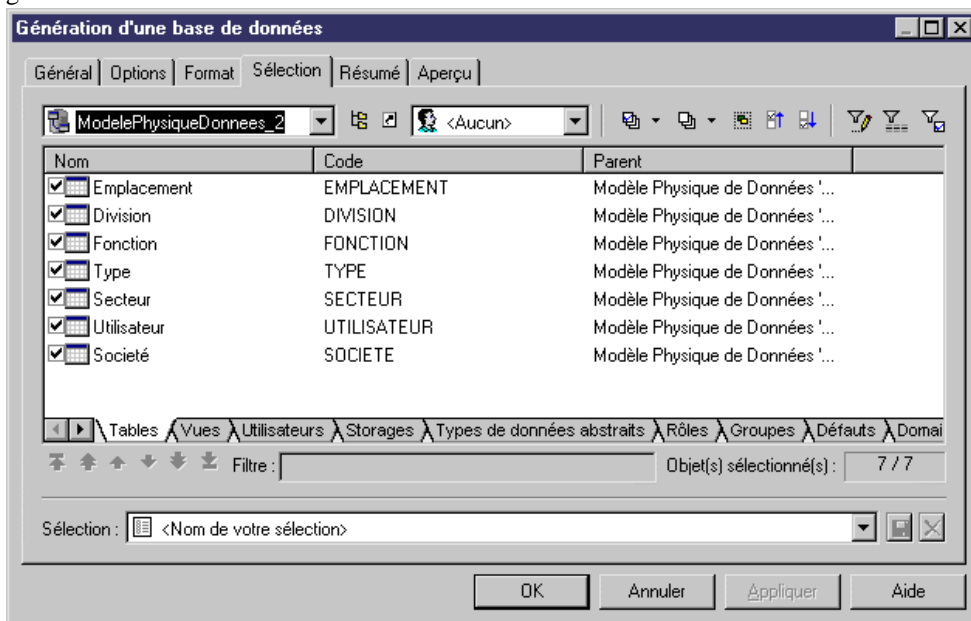 Génération d'une base de données
Général Options Format Sélection Résumé Aperçu
ModelePhysiqueDonnees_2 <Aucun>
Nom Code Parent
Emplacement EMPLACEMENT Modèle Physique de Données '...
Division DIVISION Modèle Physique de Données '...
Fonction FONCTION Modèle Physique de Données '...
Type TYPE Modèle Physique de Données '...
Secteur SECTEUR Modèle Physique de Données '...
Utilisateur UTILISATEUR Modèle Physique de Données '...
Societé SOCIETE Modèle Physique de Données '...
Tables Vues Utilisateurs Storages Types de données abstraits Rôles Groupes Défauts Domai
Filtre : Objet(s) sélectionné(s) : 7 / 7
Sélection : <Nom de votre sélection>
OK Annuler Appliquer Aide